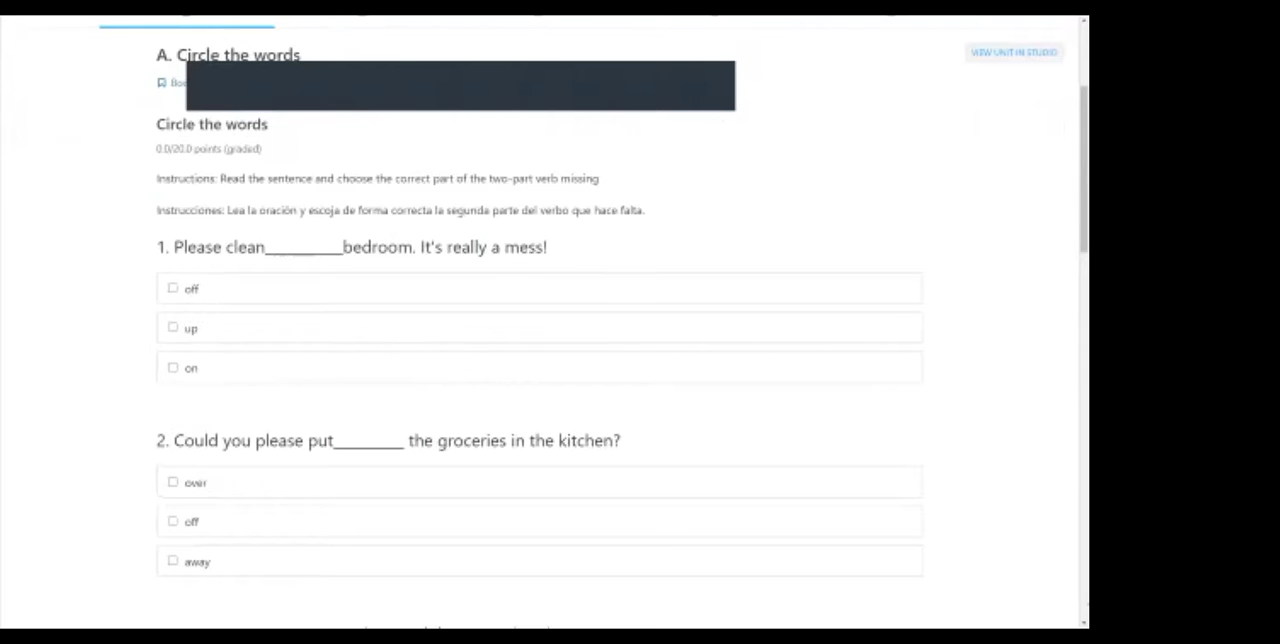 A. Circle the words
VIEW UNIT IN STUDIO
Circle the words
0.0/20.0 points (graded)
Instructions: Read the sentence and choose the correct part of the two-part verb missing
Instrucciones: Lea la oración y escoja de forma correcta la segunda parte del verbo que hace falta.
1. Please clean_________bedroom. It's really a mess!
off
up
on
2. Could you please put________ the groceries in the kitchen?
over
off
away